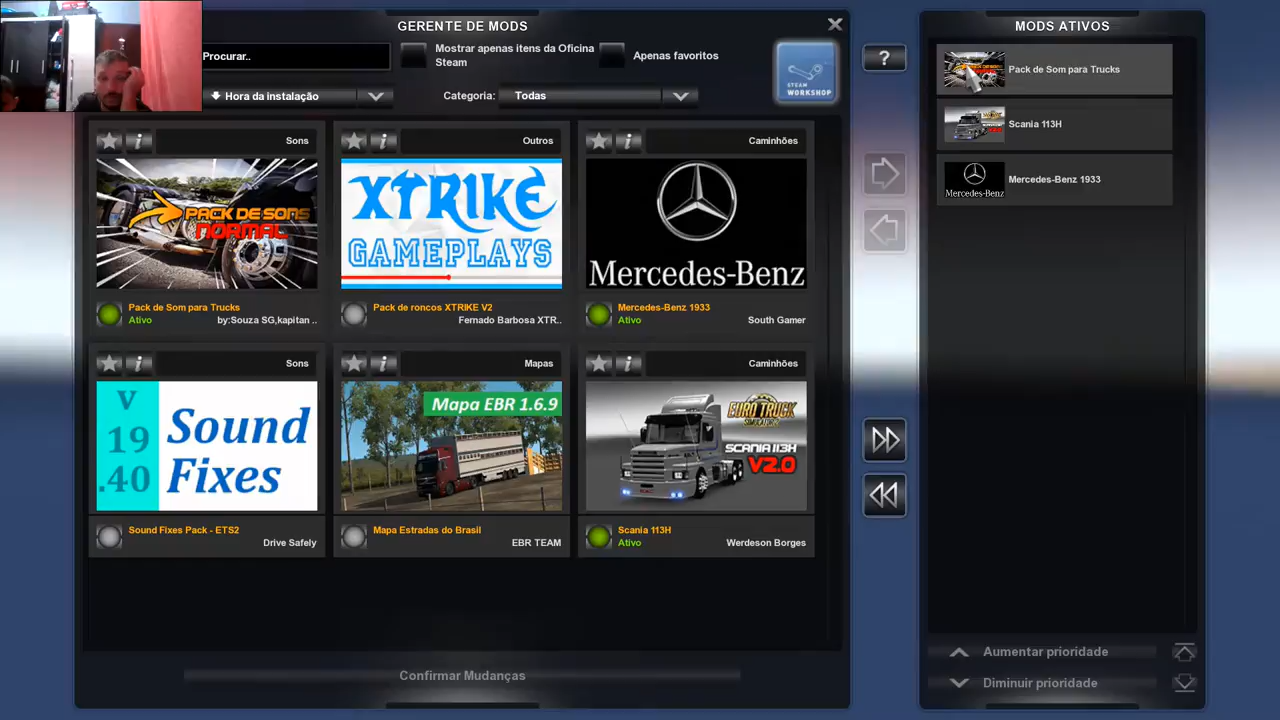 GERENTE DE MODS
Procurar..
Mostrar apenas itens da Oficina
Steam
Apenas favoritos
STEAM
WORKSHOP
Hora da instalação
Categoria:
Todas
Sons
PACK DE SONS
NORMAL
Pack de Som para Trucks
Ativo
by:Souza SG,kapitan ..
Outros
XTRIKE
GAMEPLAYS
Pack de roncos XTRIKE V2
Fernado Barbosa XTR..
Caminhões
Mercedes-Benz
Mercedes-Benz 1933
Ativo
South Gamer
Sons
V
19
.40
Sound
Fixes
Sound Fixes Pack - ETS2
Drive Safely
Mapas
Mapa EBR 1.6.9
Mapa Estradas do Brasil
EBR TEAM
Caminhões
EURO TRUCK
SIMULATOR 2
SCANIA 113H
V2.0
Scania 113H
Ativo
Werdeson Borges
Confirmar Mudanças
?
MODS ATIVOS
Pack de Som para Trucks
Scania 113H
Mercedes-Benz
Mercedes-Benz 1933
Aumentar prioridade
Diminuir prioridade